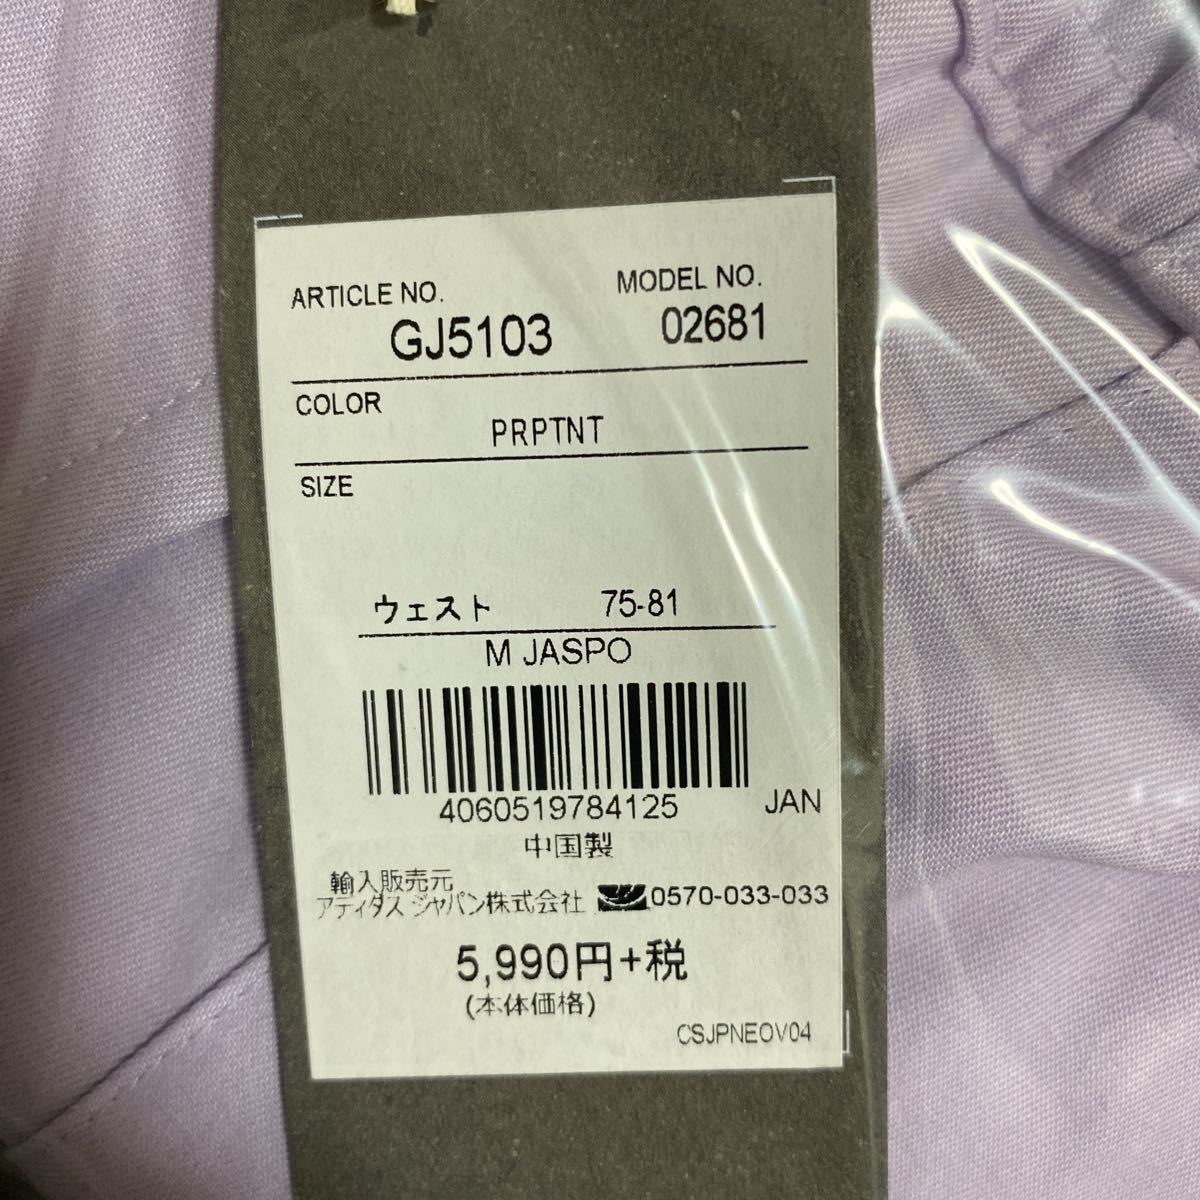 ARTICLE NO. MODEL NO.
GJ5103 02681
COLOR
PRPTNT
SIZE
ウェスト 75-81
M JASPO
4060519784125 JAN
中国製
輸入販売元
アディダス ジャパン株式会社 0570-033-033
5,990円+税
(本体価格)
CSJPNEOV04